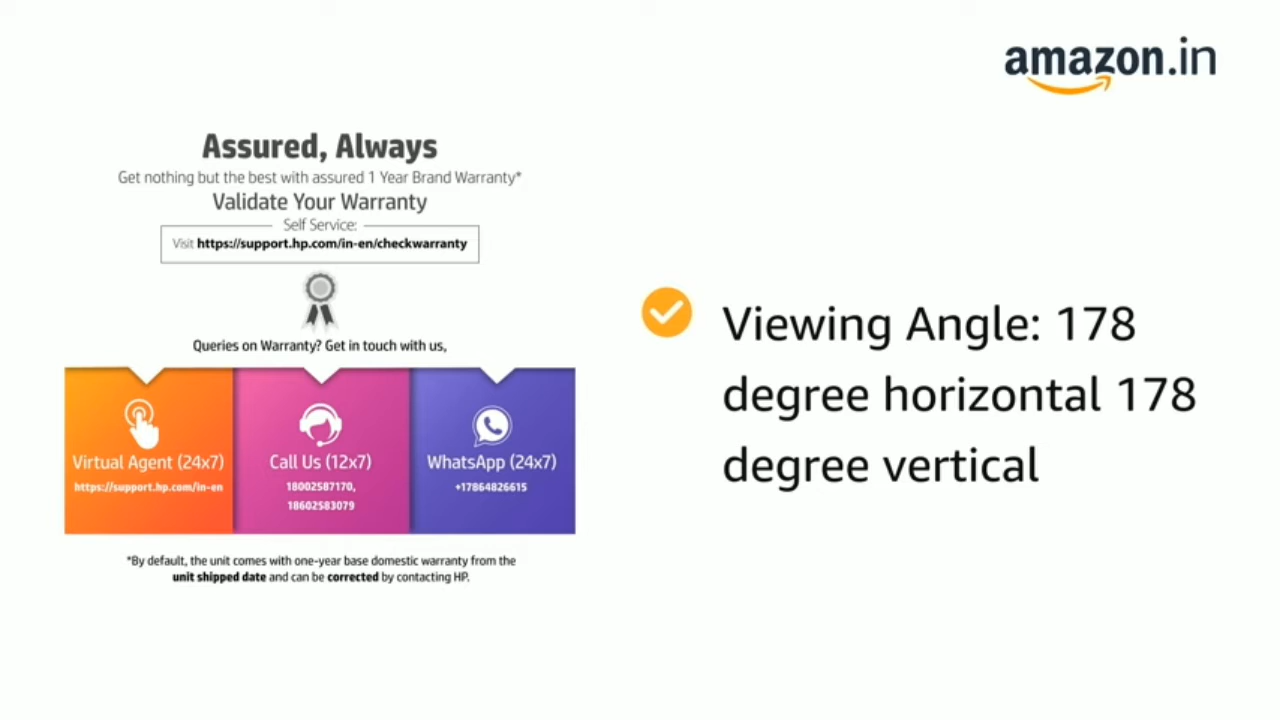 amazon.in
Assured, Always
Get nothing but the best with assured 1 Year Brand Warranty*
Validate Your Warranty
Self Service:
Visit https://support.hp.com/in-en/checkwarranty
Queries on Warranty? Get in touch with us,
Virtual Agent (24x7)
https://support.hp.com/in-en
Call Us (12x7)
18002587170,
18602583079
WhatsApp (24x7)
+17864826615
*By default, the unit comes with one-year base domestic warranty from the
unit shipped date and can be corrected by contacting HP.
Viewing Angle: 178
degree horizontal 178
degree vertical